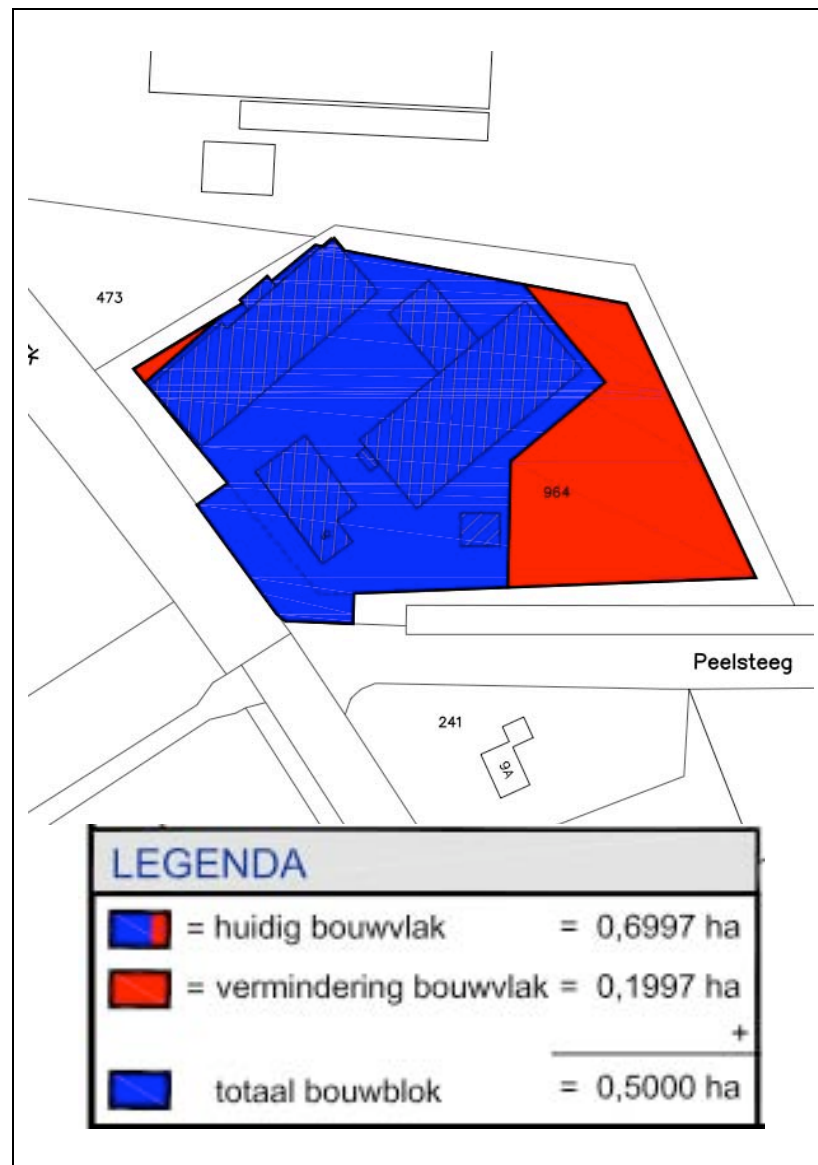 473
964
Peelsteeg
241
9A
LEGENDA
= huidig bouwvlak = 0,6997 ha
= vermindering bouwvlak = 0,1997 ha
+
totaal bouwblok = 0,5000 ha